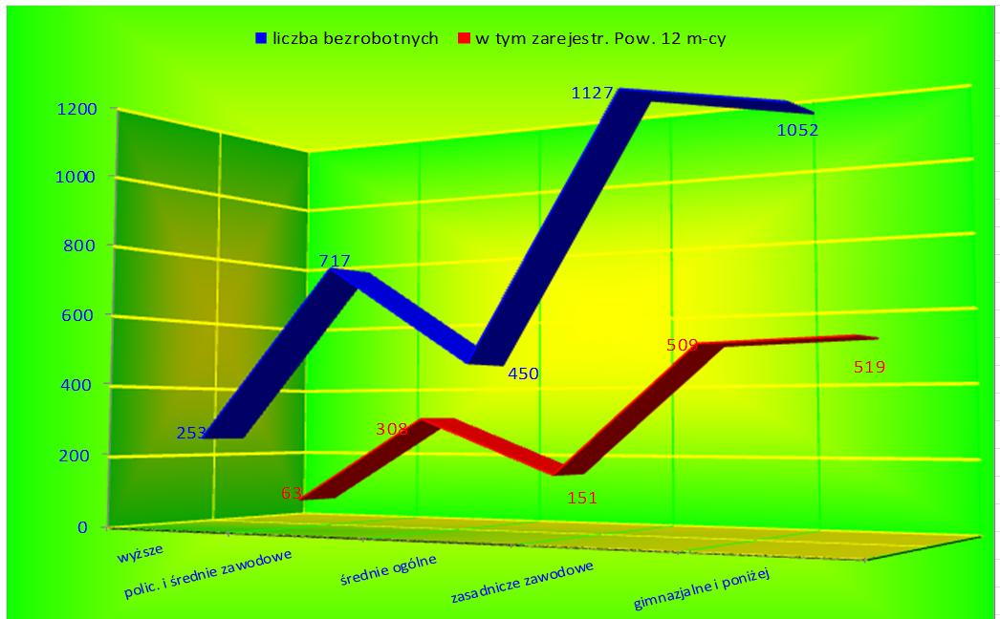 liczba bezrobotnych w tym zarejestr. Pow. 12 m-cy
1200
1000
800
600
400
200
0
1127
1052
717
450
253
509
519
308
151
63
wyższe
polic. i średnie zawodowe
średnie ogólne
zasadnicze zawodowe
gimnazjalne i poniżej